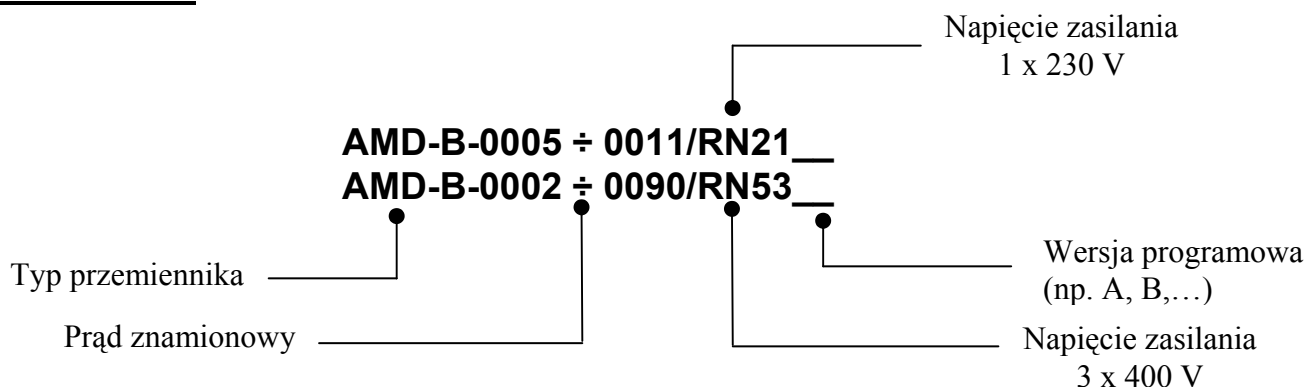 Napięcie zasilania
1 x 230 V
AMD-B-0005 ÷ 0011/RN21__
AMD-B-0002 ÷ 0090/RN53__
Typ przemiennika
Wersja programowa
(np. A, B,…)
Prąd znamionowy
Napięcie zasilania
3 x 400 V